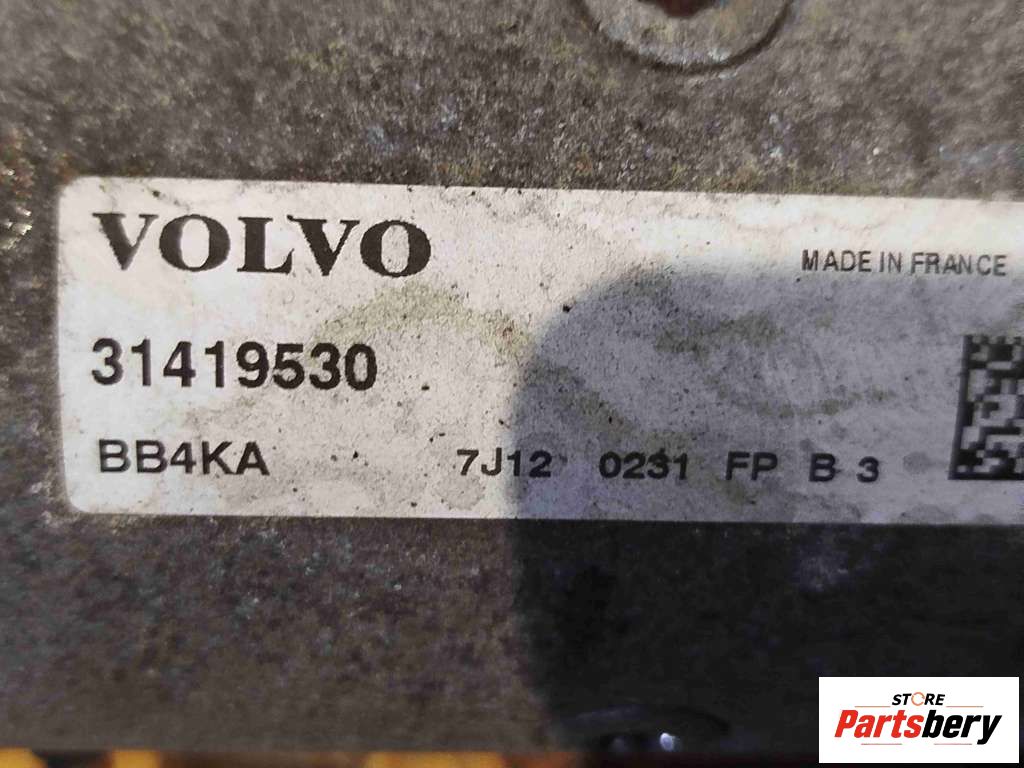 VOLVO
MADE IN FRANCE
31419530
BB4KA 7J12 0231 FP B 3
STORE
Partsbery